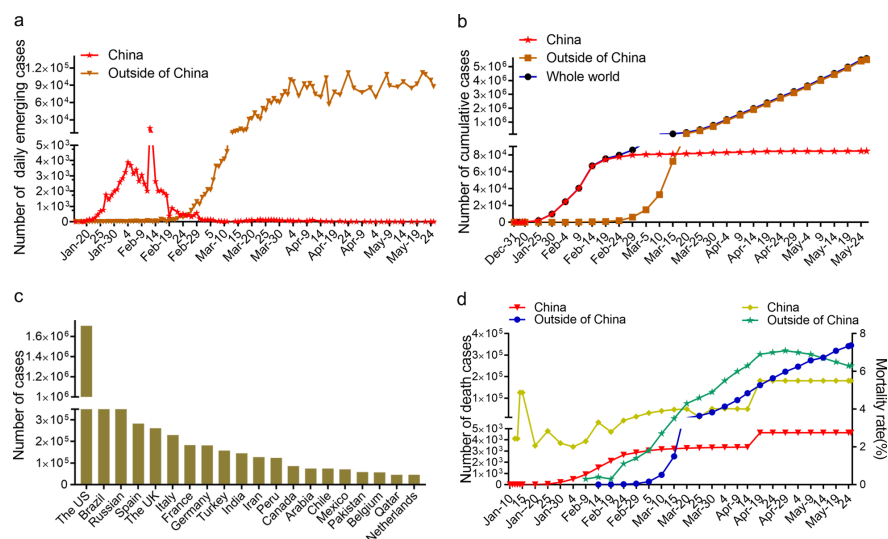 a
China
Outside of China
Number of daily emerging cases
1.2×10⁵
9×10⁴
6×10⁴
3×10⁴
5×10³
4×10³
3×10³
2×10³
1×10³
0
Jan-20
25
Jan-30
4
Feb-9
14
Feb-19
24
Feb-29
5
Mar-10
15
Mar-20
25
Mar-30
4
Apr-9
14
Apr-19
24
Apr-29
4
May-9
14
May-19
24
b
China
Outside of China
Whole world
Number of cumulative cases
5×10⁶
4×10⁶
3×10⁶
2×10⁶
1×10⁶
8×10⁴
6×10⁴
4×10⁴
2×10⁴
0
Dec-31
20
Jan-25
30
Feb-4
9
Feb-14
19
Feb-24
29
Mar-5
10
Mar-15
20
Mar-25
30
Apr-4
9
Apr-14
19
Apr-24
29
May-4
9
May-14
19
May-24
c
Number of cases
1.6×10⁶
1.4×10⁶
1.2×10⁶
1×10⁶
3×10⁵
2×10⁵
1×10⁵
0
The US
Brazil
Russian
Spain
The UK
Italy
France
Germany
Turkey
India
Iran
Peru
Canada
Arabia
Chile
Mexico
Pakistan
Belgium
Qatar
Netherlands
d
China
Outside of China
China
Outside of China
Number of death cases
4×10⁵
3×10⁵
2×10⁵
1×10⁵
5×10³
4×10³
3×10³
2×10³
1×10³
0
8
6
4
2
0
Mortality rate(%)
Jan-10
15
Jan-20
25
Jan-30
4
Feb-9
14
Feb-19
24
Feb-29
5
Mar-10
15
Mar-20
25
Mar-30
4
Apr-9
14
Apr-19
24
Apr-29
4
May-9
14
May-19
24